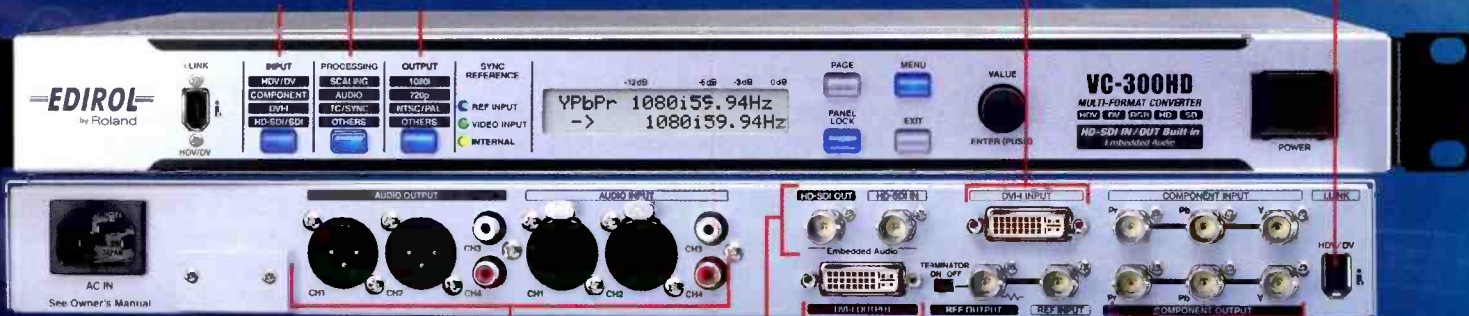 EDIROL
by Roland
i.LINK
HDV/DV
INPUT
HDV/DV
COMPONENT
DVI-I
HD-SDI/SDI
PROCESSING
SCALING
AUDIO
TC/SYNC
OTHERS
OUTPUT
1080i
720p
NTSC/PAL
OTHERS
SYNC
REFERENCE
REF INPUT
VIDEO INPUT
INTERNAL
-12dB -6dB -3dB 0dB
YPbPr 1080i59.94Hz
-> 1080i59.94Hz
PAGE
MENU
PANEL
LOCK
EXIT
VALUE
ENTER (PUSH)
VC-300HD
MULTI-FORMAT CONVERTER
HDV DV RGB HD SD
HD-SDI IN/OUT Built in
Embedded Audio
POWER
AC IN
See Owner's Manual
AUDIO OUTPUT
CH1 CH2 CH3 CH4
AUDIO INPUT
CH1 CH2 CH3 CH4
HD-SDI OUT HD-SDI IN
Embedded Audio
DVI-I OUTPUT
DVI-I INPUT
TERMINATOR
ON OFF
REF OUTPUT REF INPUT
COMPONENT INPUT
Pr Pb Y
Pr Pb Y
COMPONENT OUTPUT
i.LINK
HDV/DV